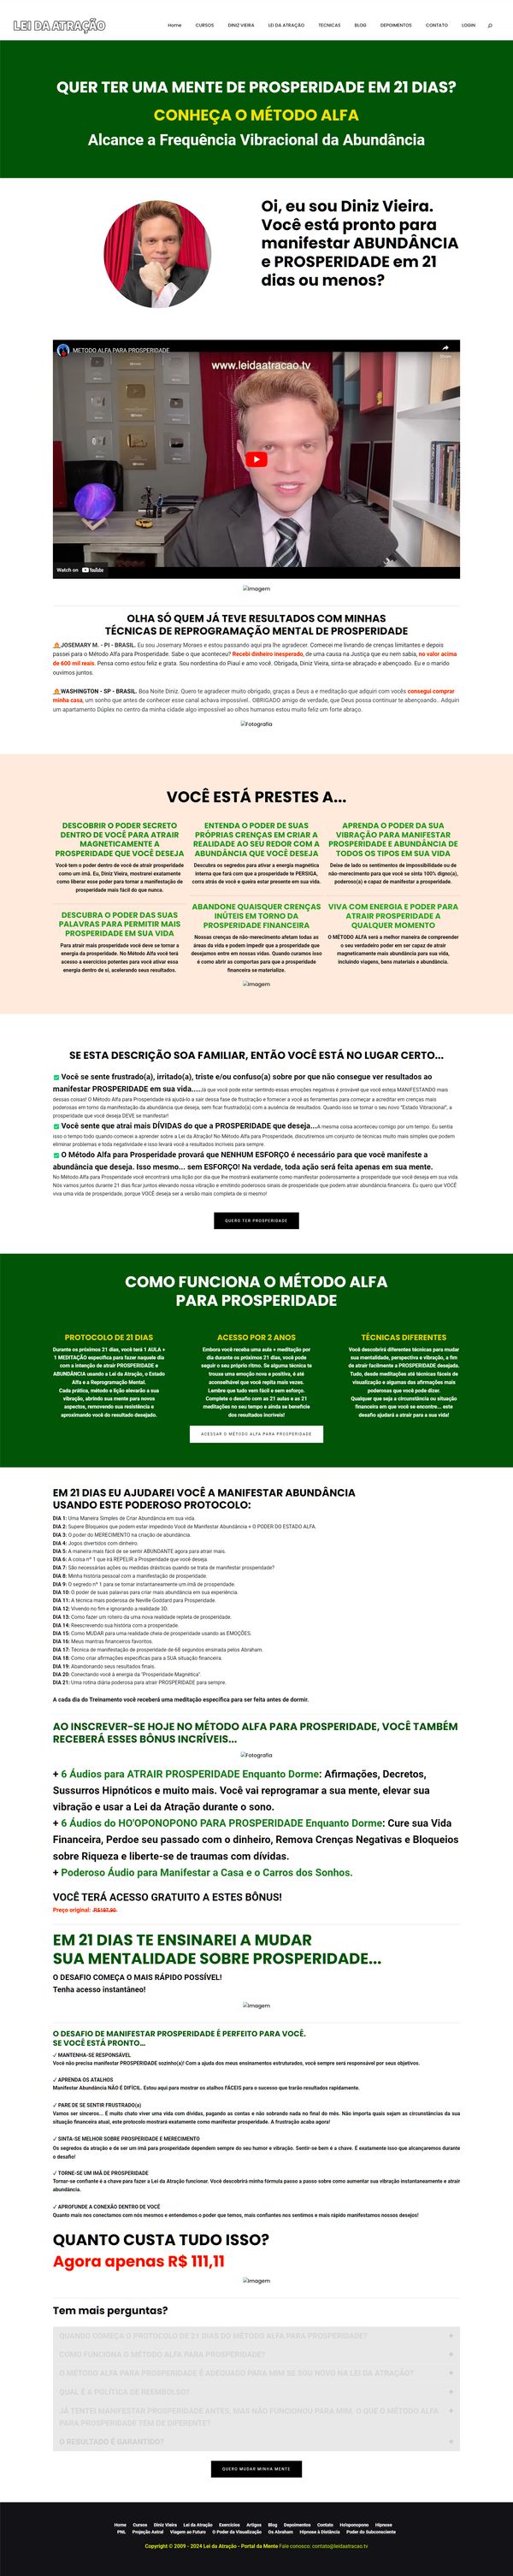 LEI DA ATRAÇÃO
Home CURSOS DINIZ VIEIRA LEI DA ATRAÇÃO TECNICAS BLOG DEPOIMENTOS CONTATO LOGIN
QUER TER UMA MENTE DE PROSPERIDADE EM 21 DIAS?
CONHEÇA O MÉTODO ALFA
Alcance a Frequência Vibracional da Abundância
Oi, eu sou Diniz Vieira.
Você está pronto para
manifestar ABUNDÂNCIA
e PROSPERIDADE em 21
dias ou menos?
METODO ALFA PARA PROSPERIDADE
www.leidaatracao.tv
Watch on YouTube
Imagem
OLHA SÓ QUEM JÁ TEVE RESULTADOS COM MINHAS
TÉCNICAS DE REPROGRAMAÇÃO MENTAL DE PROSPERIDADE
JOSEMARY M. - PI - BRASIL. Eu sou Josemary Moraes e estou passando aqui pra lhe agradecer. Comecei me livrando de crenças limitantes e depois
passei para o Método Alfa para Prosperidade. Sabe o que aconteceu? Recebi dinheiro inesperado, de uma causa na Justiça que eu nem sabia, no valor acima
de 600 mil reais. Pensa como estou feliz e grata. Sou nordestina do Piauí e amo você. Obrigada, Diniz Vieira, sinta-se abraçado e abençoado. Eu e o marido
ouvimos juntos.
WASHINGTON - SP - BRASIL. Boa Noite Diniz. Quero te agradecer muito obrigado, graças a Deus a e meditação que adquiri com vocês consegui comprar
minha casa, um sonho que antes de conhecer esse canal achava impossível.. OBRIGADO amigo de verdade, que Deus possa continuar te abençoando.. Adquiri
um apartamento Dúplex no centro da minha cidade algo impossível ao olhos humanos estou muito feliz um forte abraço.
Fotografia
VOCÊ ESTÁ PRESTES A...
DESCOBRIR O PODER SECRETO
DENTRO DE VOCÊ PARA ATRAIR
MAGNETICAMENTE A
PROSPERIDADE QUE VOCÊ DESEJA
Você tem o poder dentro de você de atrair prosperidade
como um imã. Eu, Diniz Vieira, mostrarei exatamente
como liberar esse poder para tornar a manifestação de
prosperidade mais fácil do que nunca.
ENTENDA O PODER DE SUAS
PRÓPRIAS CRENÇAS EM CRIAR A
REALIDADE AO SEU REDOR COM A
ABUNDÂNCIA QUE VOCÊ DESEJA
Descubra os segredos para ativar a energia magnética
interna que fará com que a prosperidade te PERSIGA,
corra atrás de você e queira estar presente em sua vida.
APRENDA O PODER DA SUA
VIBRAÇÃO PARA MANIFESTAR
PROSPERIDADE E ABUNDÂNCIA DE
TODOS OS TIPOS EM SUA VIDA
Deixe de lado os sentimentos de impossibilidade ou de
não-merecimento para que você se sinta 100% digno(a),
poderoso(a) e capaz de manifestar a prosperidade.
DESCUBRA O PODER DAS SUAS
PALAVRAS PARA PERMITIR MAIS
PROSPERIDADE EM SUA VIDA
Para atrair mais prosperidade você deve se tornar a
energia da prosperidade. No Método Alfa você terá
acesso a exercícios potentes para você ativar essa
energia dentro de si, acelerando seus resultados.
ABANDONE QUAISQUER CRENÇAS
INÚTEIS EM TORNO DA
PROSPERIDADE FINANCEIRA
Nossas crenças de não-merecimento afetam todas as
áreas da vida e podem impedir que a prosperidade que
desejamos entre em nossas vidas. Quando curamos isso
é como abrir as comportas para que a prosperidade
financeira se materialize.
VIVA COM ENERGIA E PODER PARA
ATRAIR PROSPERIDADE A
QUALQUER MOMENTO
O MÉTODO ALFA será a melhor maneira de compreender
o seu verdadeiro poder em ser capaz de atrair
magneticamente mais abundância para sua vida,
incluindo viagens, bens materiais e abundância.
Imagem
SE ESTA DESCRIÇÃO SOA FAMILIAR, ENTÃO VOCÊ ESTÁ NO LUGAR CERTO...
Você se sente frustrado(a), irritado(a), triste e/ou confuso(a) sobre por que não consegue ver resultados ao
manifestar PROSPERIDADE em sua vida.....Já que você pode estar sentindo essas emoções negativas é provável que você esteja MANIFESTANDO mais
dessas coisas! O Método Alfa para Prosperidade irá ajudá-lo a sair dessa fase de frustração e fornecer a você as ferramentas para começar a acreditar em crenças mais
poderosas em torno da manifestação da abundância que deseja, sem ficar frustrado(a) com a ausência de resultados. Quando isso se tornar o seu novo "Estado Vibracional", a
prosperidade que você deseja DEVE se manifestar!!
Você sente que atrai mais DÍVIDAS do que a PROSPERIDADE que deseja...A mesma coisa aconteceu comigo por um tempo. Eu sentia
isso o tempo todo quando comecei a aprender sobre a Lei da Atração! No Método Alfa para Prosperidade, discutimos um conjunto de técnicas muito mais simples que podem
eliminar problemas e toda negatividade e isso levará você a resultados incríveis para sempre.
O Método Alfa para Prosperidade provará que NENHUM ESFORÇO é necessário para que você manifeste a
abundância que deseja. Isso mesmo... sem ESFORÇO! Na verdade, toda ação será feita apenas em sua mente.
No Método Alfa para Prosperidade você encontrará uma lição por dia que lhe mostrará exatamente como manifestar poderosamente a prosperidade que você deseja em sua vida.
Nós vamos juntos durante 21 dias ficar juntos elevando nossa vibração e emitindo poderosos sinais de prosperidade que podem atrair abundância financeira. Eu quero que VOCÊ
viva uma vida de prosperidade, porque VOCÊ deseja ser a versão mais completa de si mesmo!
QUERO TER PROSPERIDADE
COMO FUNCIONA O MÉTODO ALFA
PARA PROSPERIDADE
PROTOCOLO DE 21 DIAS
Durante os próximos 21 dias, você terá 1 AULA +
1 MEDITAÇÃO específica para fazer naquele dia
com a intenção de atrair PROSPERIDADE e
ABUNDÂNCIA usando a Lei da Atração, o Estado
Alfa e a Reprogramação Mental.
Cada prática, método e lição elevarão a sua
vibração, abrindo sua mente para novos
aspectos, removendo sua resistência e
aproximando você do resultado desejado.
ACESSO POR 2 ANOS
Embora você receba uma aula + meditação por
dia durante os próximos 21 dias, você pode
seguir o seu próprio ritmo. Se alguma técnica te
trouxe uma emoção nova e positiva, é até
aconselhável que você repita mais vezes.
Lembre que tudo vem fácil e sem esforço.
Complete o desafio com as 21 aulas e as 21
meditações no seu tempo e ainda se beneficie
dos resultados incríveis!
TÉCNICAS DIFERENTES
Você descobrirá diferentes técnicas para mudar
sua mentalidade, perspectiva e vibração, a fim
de atrair facilmente a PROSPERIDADE desejada.
Tudo, desde meditações até técnicas fáceis de
visualização e algumas das afirmações mais
poderosas que você pode dizer.
Qualquer que seja a circunstância ou situação
financeira em que você se encontre... este
desafio ajudará a atrair para a sua vida!
ACESSAR O MÉTODO ALFA PARA PROSPERIDADE
EM 21 DIAS EU AJUDAREI VOCÊ A MANIFESTAR ABUNDÂNCIA
USANDO ESTE PODEROSO PROTOCOLO:
DIA 1: Uma Maneira Simples de Criar Abundância em sua vida.
DIA 2: Supere Bloqueios que podem estar impedindo Você de Manifestar Abundância + O PODER DO ESTADO ALFA.
DIA 3: O poder do MERECIMENTO na criação de abundância.
DIA 4: Jogos divertidos com dinheiro.
DIA 5: A maneira mais fácil de se sentir ABUNDANTE agora para atrair mais.
DIA 6: A coisa nº 1 que irá REPELIR a Prosperidade que você deseja.
DIA 7: São necessárias ações ou medidas drásticas quando se trata de manifestar prosperidade?
DIA 8: Minha história pessoal com a manifestação de prosperidade.
DIA 9: O segredo nº 1 para se tornar instantaneamente um ímã de prosperidade.
DIA 10: O poder de suas palavras para criar mais abundância em sua experiência.
DIA 11: A técnica mais poderosa de Neville Goddard para Prosperidade.
DIA 12: Vivendo no fim e ignorando a realidade 3D.
DIA 13: Como fazer um roteiro da uma nova realidade repleta de prosperidade.
DIA 14: Reescrevendo sua história com a prosperidade.
DIA 15: Como MUDAR para uma realidade cheia de prosperidade usando as EMOÇÕES.
DIA 16: Meus mantras financeiros favoritos.
DIA 17: Técnica de manifestação de prosperidade de 68 segundos ensinada pelos Abraham.
DIA 18: Como criar afirmações específicas para a SUA situação financeira.
DIA 19: Abandonando seus resultados finais.
DIA 20: Conectando você à energia da "Prosperidade Magnética".
DIA 21: Uma rotina diária poderosa para atrair PROSPERIDADE para sempre.
A cada dia do Treinamento você receberá uma meditação específica para ser feita antes de dormir.
AO INSCREVER-SE HOJE NO MÉTODO ALFA PARA PROSPERIDADE, VOCÊ TAMBÉM
RECEBERÁ ESSES BÔNUS INCRÍVEIS...
Fotografia
+ 6 Áudios para ATRAIR PROSPERIDADE Enquanto Dorme: Afirmações, Decretos,
Sussurros Hipnóticos e muito mais. Você vai reprogramar a sua mente, elevar sua
vibração e usar a Lei da Atração durante o sono.
+ 6 Áudios do HO'OPONOPONO PARA PROSPERIDADE Enquanto Dorme: Cure sua Vida
Financeira, Perdoe seu passado com o dinheiro, Remova Crenças Negativas e Bloqueios
sobre Riqueza e liberte-se de traumas com dívidas.
+ Poderoso Áudio para Manifestar a Casa e o Carros dos Sonhos.
VOCÊ TERÁ ACESSO GRATUITO A ESTES BÔNUS!
Preço original: R$197,90.
EM 21 DIAS TE ENSINAREI A MUDAR
SUA MENTALIDADE SOBRE PROSPERIDADE...
O DESAFIO COMEÇA O MAIS RÁPIDO POSSÍVEL!
Tenha acesso instantâneo!
Imagem
O DESAFIO DE MANIFESTAR PROSPERIDADE É PERFEITO PARA VOCÊ.
SE VOCÊ ESTÁ PRONTO...
✓ MANTENHA-SE RESPONSÁVEL
Você não precisa manifestar PROSPERIDADE sozinho(a)! Com a ajuda dos meus ensinamentos estruturados, você sempre será responsável por seus objetivos.
✓ APRENDA OS ATALHOS
Manifestar Abundância NÃO É DIFÍCIL. Estou aqui para mostrar os atalhos FÁCEIS para o sucesso que trarão resultados rapidamente.
✓ PARE DE SE SENTIR FRUSTRADO(a)
Vamos ser sinceros... É muito chato viver uma vida com dívidas, pagando as contas e não sobrando nada no final do mês. Não importa quais sejam as circunstâncias da sua
situação financeira atual, este protocolo mostrará exatamente como manifestar prosperidade. A frustração acaba agora!
✓ SINTA-SE MELHOR SOBRE PROSPERIDADE E MERECIMENTO
Os segredos da atração e de ser um imã para prosperidade dependem sempre do seu humor e vibração. Sentir-se bem é a chave. É exatamente isso que alcançaremos durante
o desafio!
✓ TORNE-SE UM IMÃ DE PROSPERIDADE
Tornar-se confiante é a chave para fazer a Lei da Atração funcionar. Você descobrirá minha fórmula passo a passo sobre como aumentar sua vibração instantaneamente e atrair
abundância.
✓ APROFUNDE A CONEXÃO DENTRO DE VOCÊ
Quanto mais nos conectamos com nós mesmos e entendemos o poder que temos, mais confiantes nos sentimos e mais rápido manifestamos nossos desejos!
QUANTO CUSTA TUDO ISSO?
Agora apenas R$ 111,11
Imagem
Tem mais perguntas?
QUANDO COMEÇA O PROTOCOLO DE 21 DIAS DO MÉTODO ALFA PARA PROSPERIDADE?
COMO FUNCIONA O MÉTODO ALFA PARA PROSPERIDADE?
O MÉTODO ALFA PARA PROSPERIDADE É ADEQUADO PARA MIM SE SOU NOVO NA LEI DA ATRAÇÃO?
QUAL É A POLÍTICA DE REEMBOLSO?
JÁ TENTEI MANIFESTAR PROSPERIDADE ANTES, MAS NÃO FUNCIONOU PARA MIM. O QUE O MÉTODO ALFA
PARA PROSPERIDADE TEM DE DIFERENTE?
O RESULTADO É GARANTIDO?
QUERO MUDAR MINHA MENTE
Home Cursos Diniz Vieira Lei da Atração Exercícios Artigos Blog Depoimentos Contato Ho'oponopono Hipnose
PNL Projeção Astral Viagem ao Futuro O Poder da Visualização Os Abraham Hipnose à Distância Poder do Subconsciente
Copyright © 2009 - 2024 Lei da Atração - Portal da Mente Fale conosco: contato@leidaatracao.tv